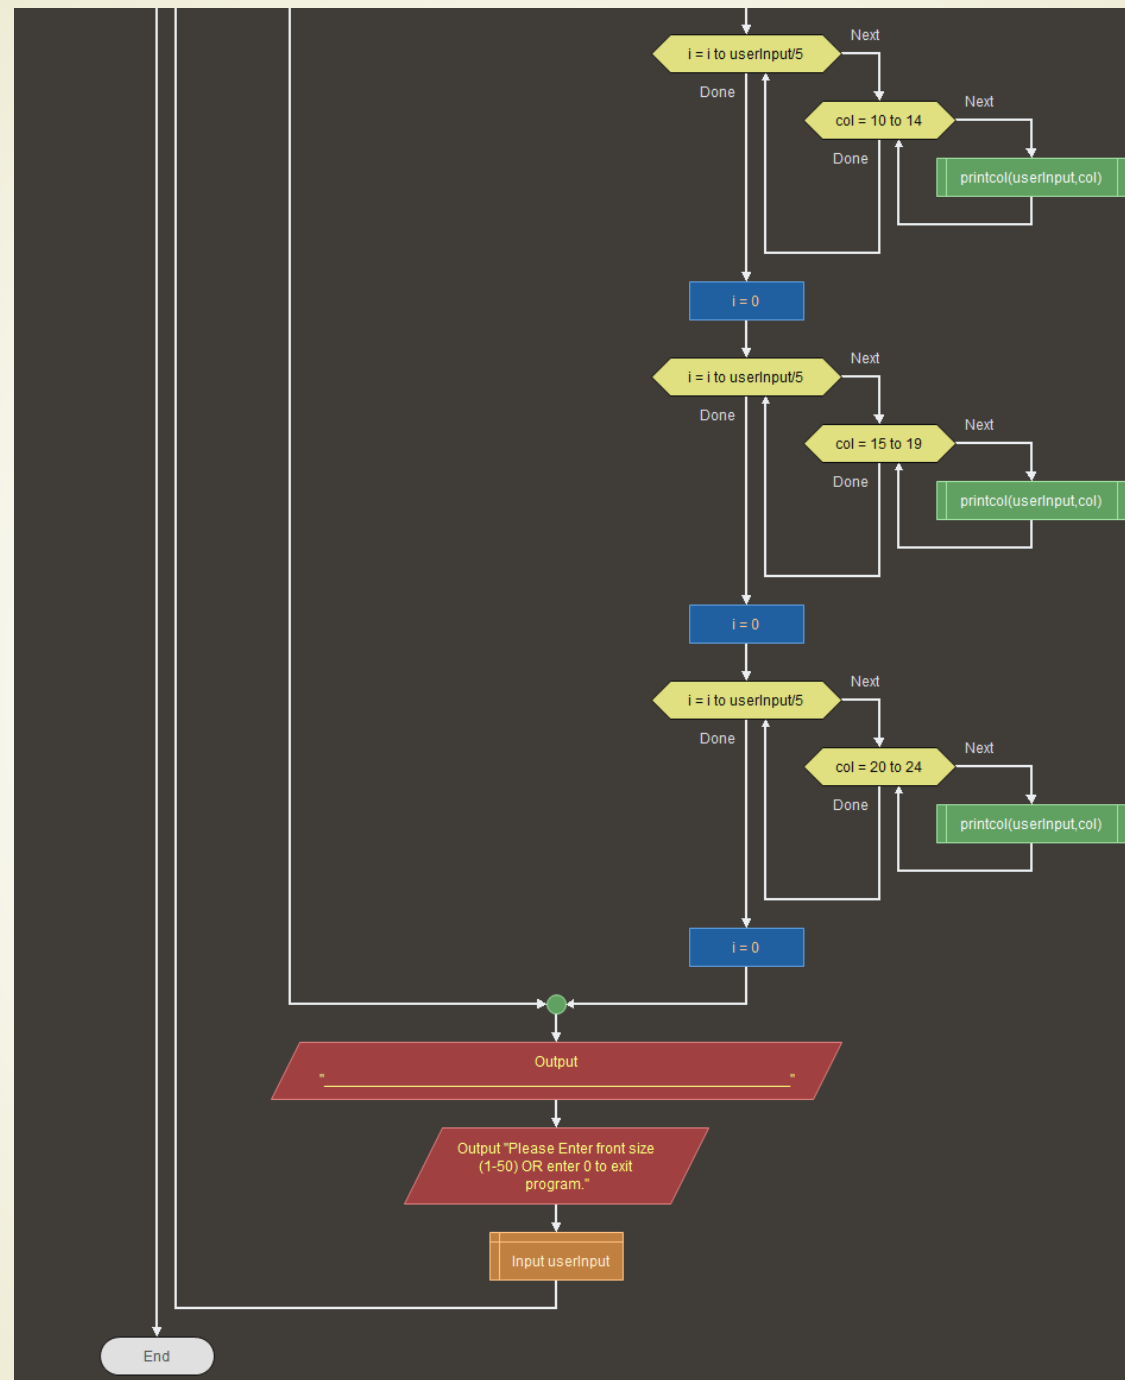 Next
i = i to userInput/5
Done
Next
col = 10 to 14
Done
printcol(userInput,col)
i = 0
Next
i = i to userInput/5
Done
Next
col = 15 to 19
Done
printcol(userInput,col)
i = 0
Next
i = i to userInput/5
Done
Next
col = 20 to 24
Done
printcol(userInput,col)
i = 0
Output
"__________________________________________________________"
Output "Please Enter front size
(1-50) OR enter 0 to exit
program."
Input userInput
End